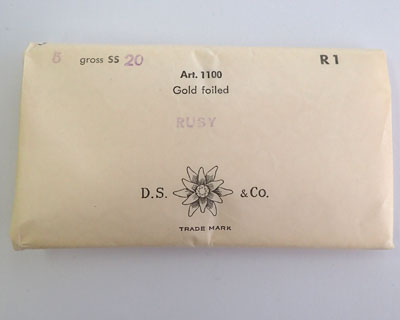 5 gross SS 20 R1
Art. 1100
Gold foiled
RUBY
D.S. & Co.
TRADE MARK